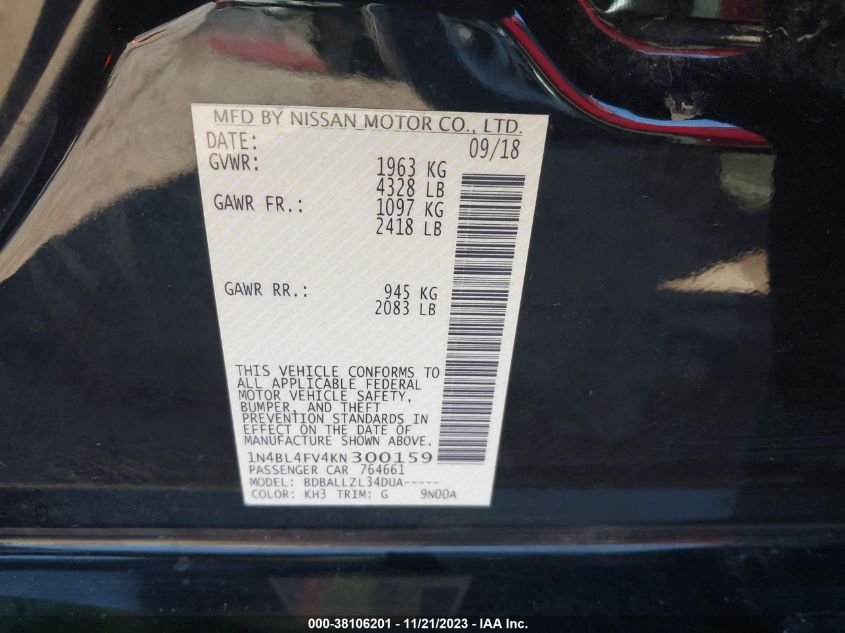 MFD BY NISSAN MOTOR CO., LTD.
DATE: 09/18
GVWR: 1963 KG
4328 LB
GAWR FR.: 1097 KG
2418 LB
GAWR RR.: 945 KG
2083 LB
THIS VEHICLE CONFORMS TO
ALL APPLICABLE FEDERAL
MOTOR VEHICLE SAFETY,
BUMPER, AND THEFT
PREVENTION STANDARDS IN
EFFECT ON THE DATE OF
MANUFACTURE SHOWN ABOVE.
1N4BL4FV4KN300159
PASSENGER CAR 764661
MODEL: BDBALLZL34DUA-----
COLOR: KH3 TRIM: G 9N00A
000-38106201 - 11/21/2023 - IAA Inc.